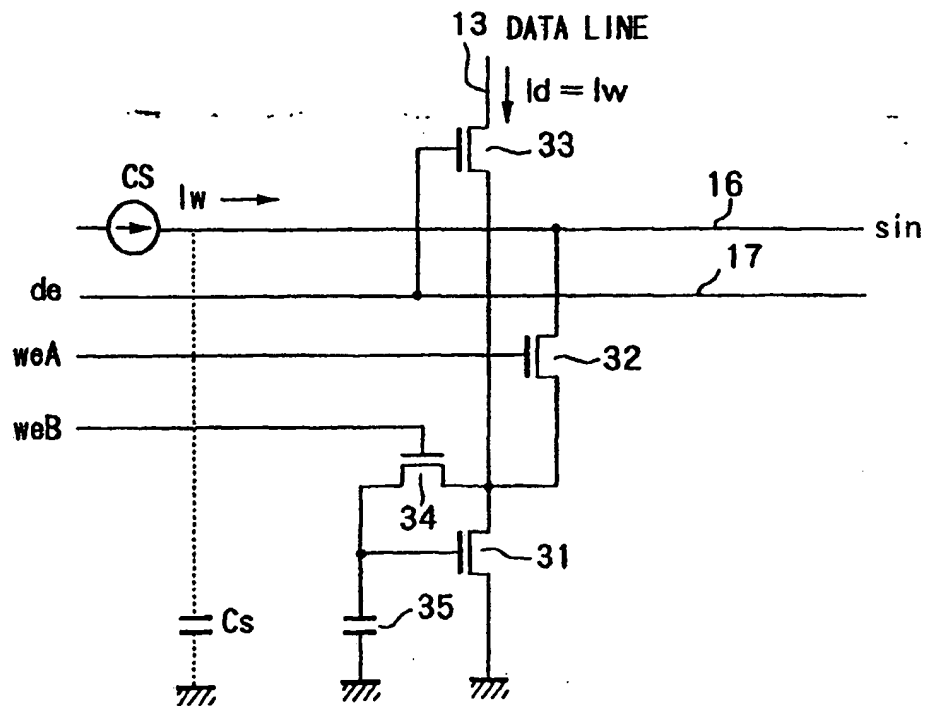 13 DATA LINE
Id = Iw
33
CS
Iw
16
sin
17
de
weA
32
weB
34
31
35
Cs